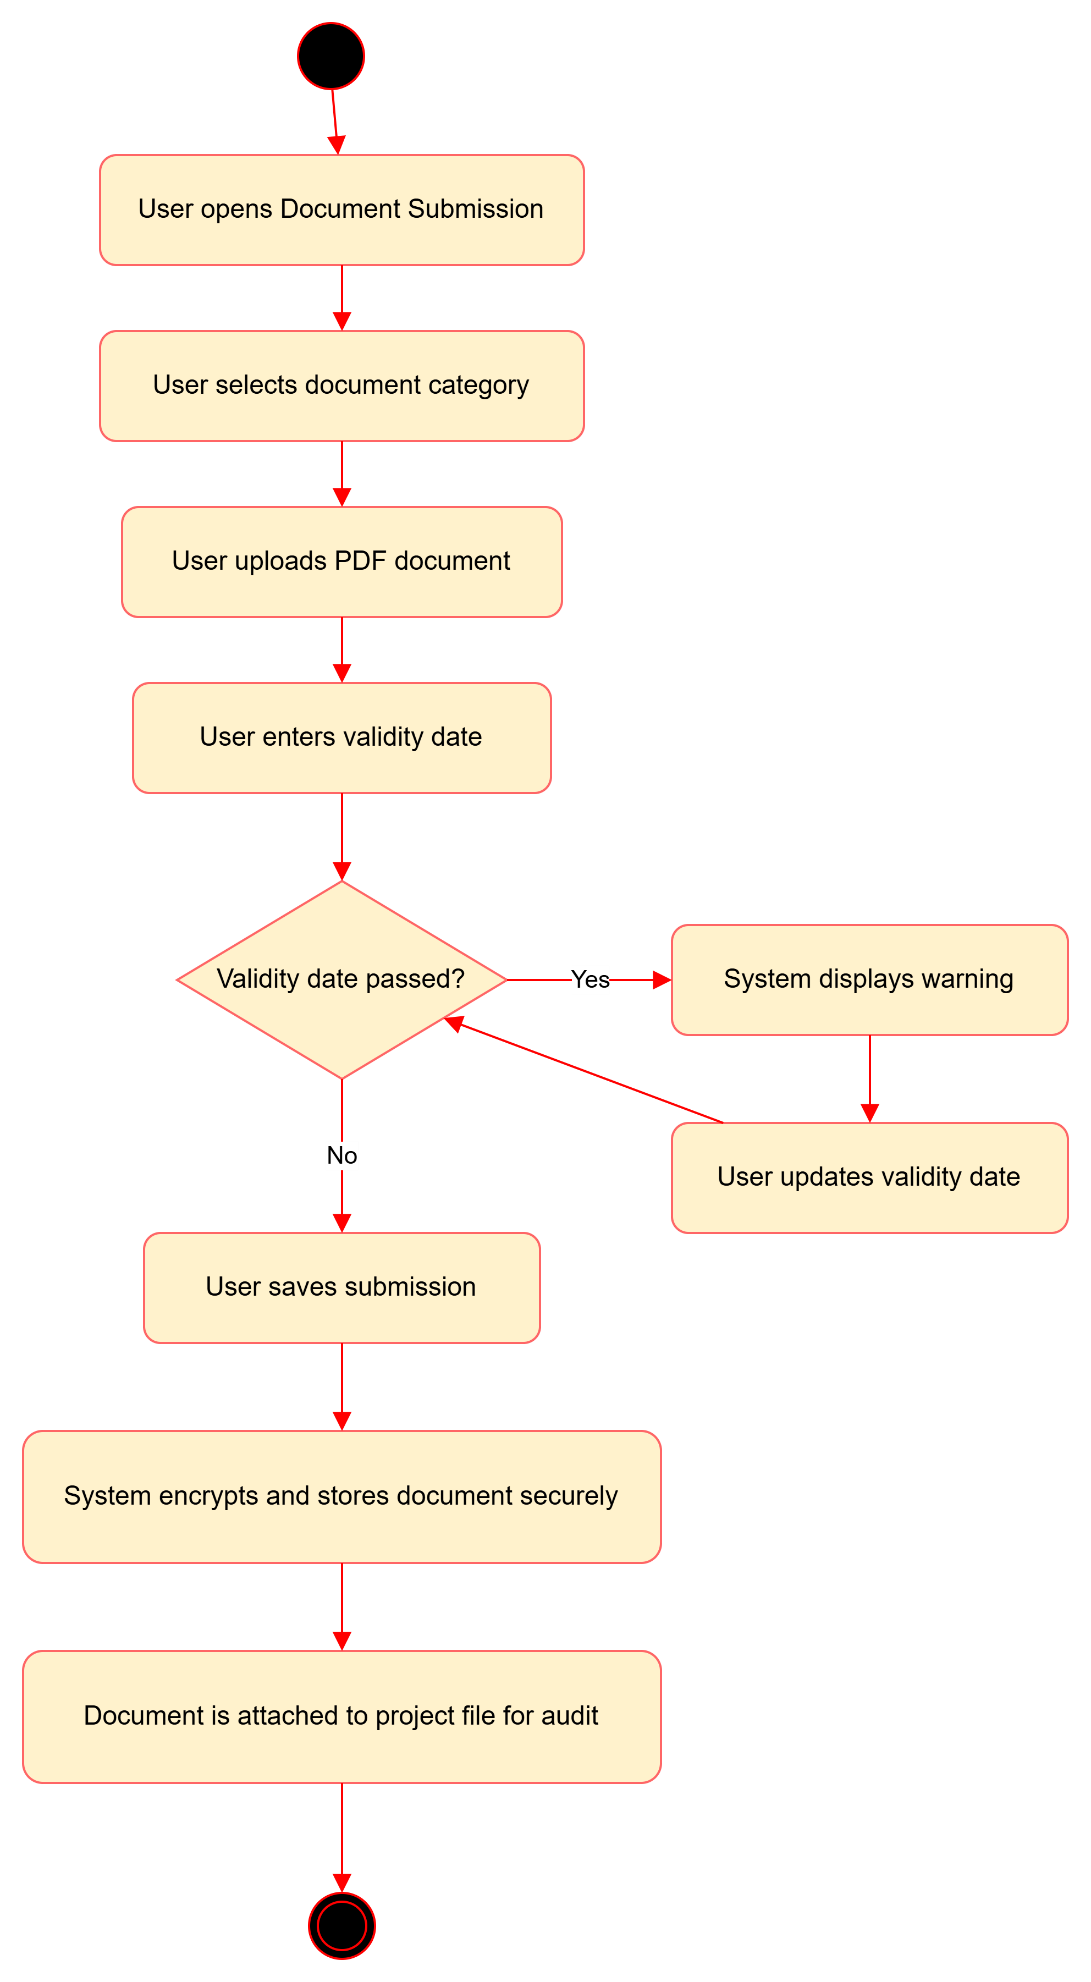 User opens Document Submission
User selects document category
User uploads PDF document
User enters validity date
Validity date passed?
Yes
System displays warning
User updates validity date
No
User saves submission
System encrypts and stores document securely
Document is attached to project file for audit